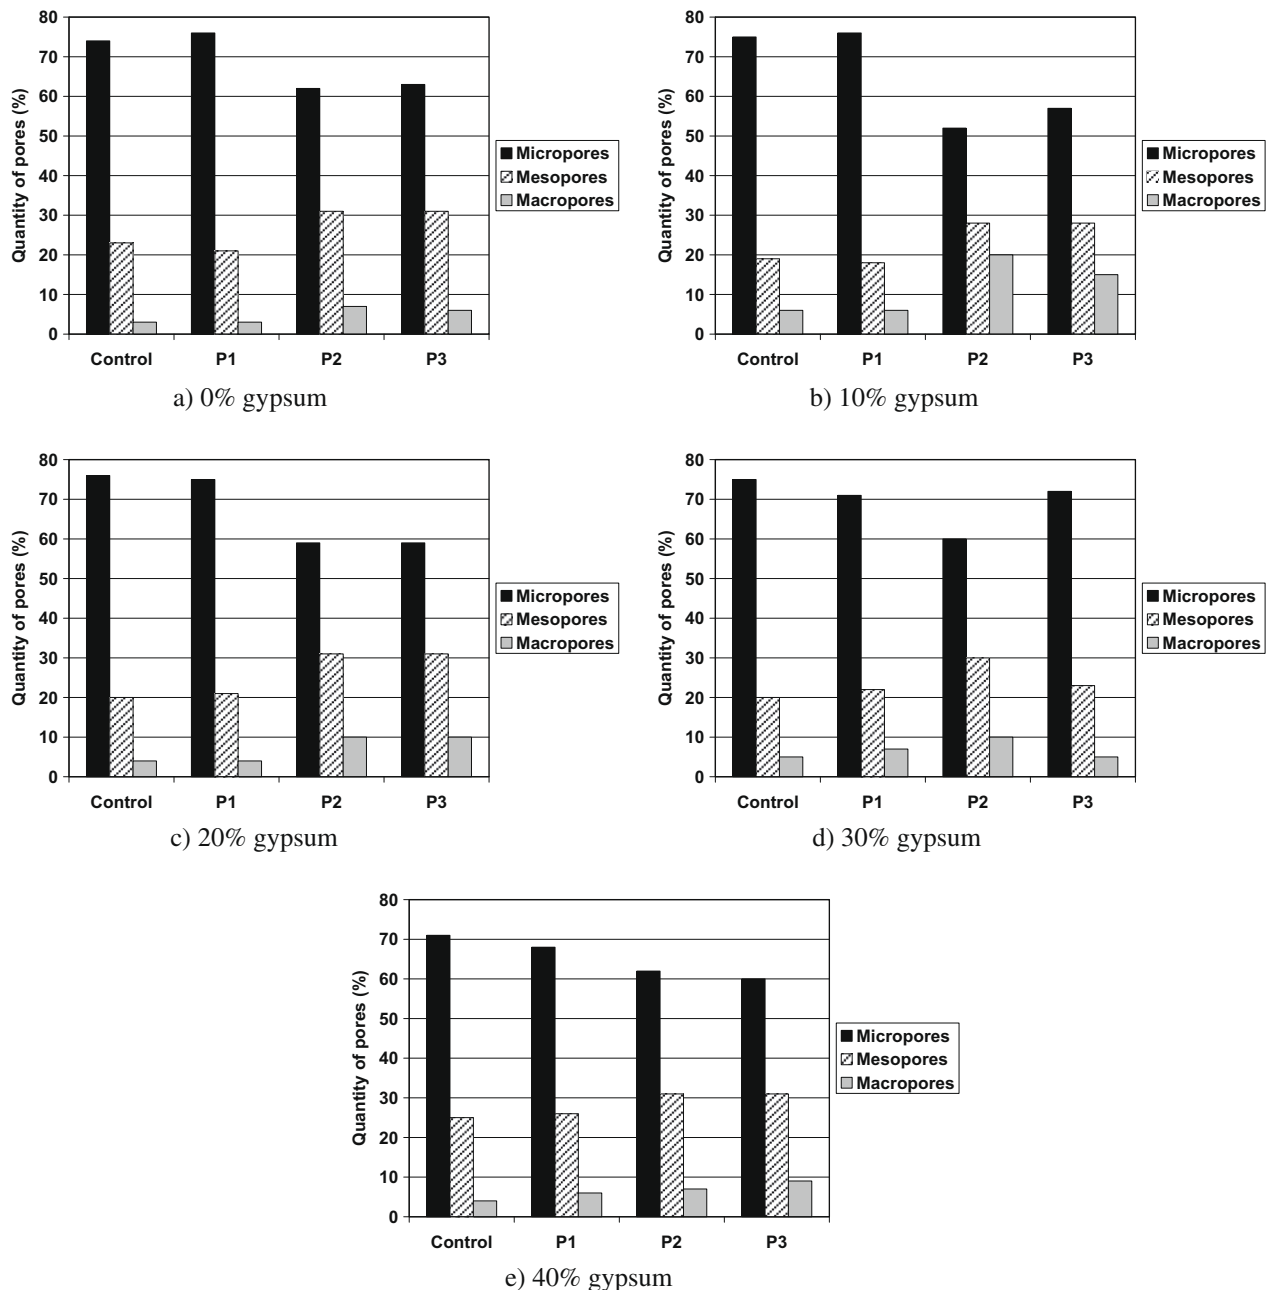 80
70
60
50
40
30
20
10
0
Quantity of pores (%)
Control P1 P2 P3
Micropores
Mesopores
Macropores
a) 0% gypsum
80
70
60
50
40
30
20
10
0
Quantity of pores (%)
Control P1 P2 P3
Micropores
Mesopores
Macropores
b) 10% gypsum
80
70
60
50
40
30
20
10
0
Quantity of pores (%)
Control P1 P2 P3
Micropores
Mesopores
Macropores
c) 20% gypsum
80
70
60
50
40
30
20
10
0
Quantity of pores (%)
Control P1 P2 P3
Micropores
Mesopores
Macropores
d) 30% gypsum
80
70
60
50
40
30
20
10
0
Quantity of pores (%)
Control P1 P2 P3
Micropores
Mesopores
Macropores
e) 40% gypsum